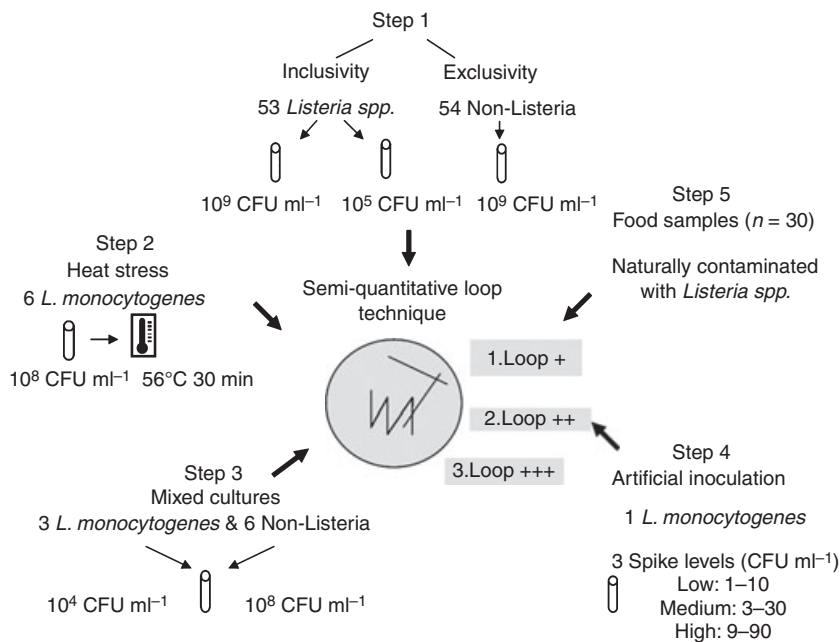 Step 1
Inclusivity Exclusivity
53 Listeria spp. 54 Non-Listeria
10⁹ CFU ml⁻¹ 10⁵ CFU ml⁻¹ 10⁹ CFU ml⁻¹
Step 2
Heat stress
6 L. monocytogenes
10⁸ CFU ml⁻¹ 56°C 30 min
Semi-quantitative loop
technique
1.Loop +
2.Loop ++
3.Loop +++
Step 5
Food samples (n = 30)
Naturally contaminated
with Listeria spp.
Step 3
Mixed cultures
3 L. monocytogenes & 6 Non-Listeria
10⁴ CFU ml⁻¹ 10⁸ CFU ml⁻¹
Step 4
Artificial inoculation
1 L. monocytogenes
3 Spike levels (CFU ml⁻¹)
Low: 1–10
Medium: 3–30
High: 9–90